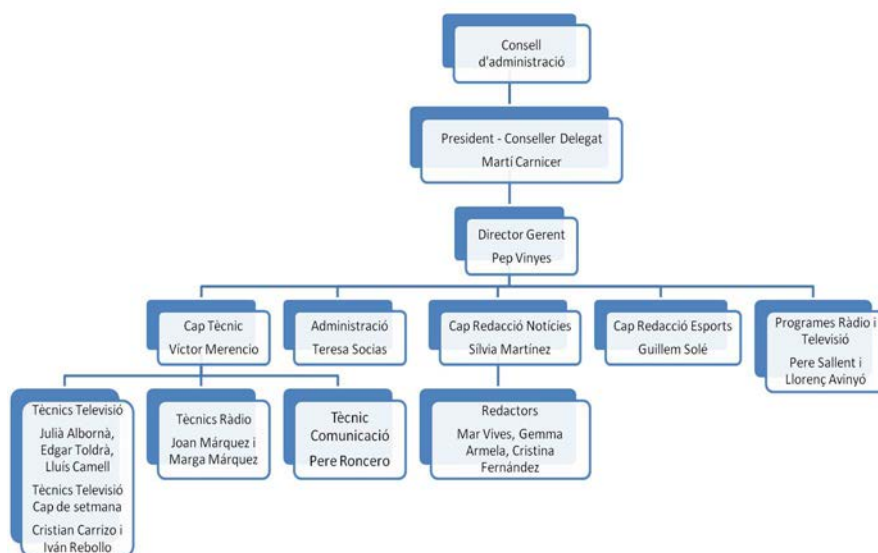 Consell
d'administració
President - Conseller Delegat
Martí Carnicer
Director Gerent
Pep Vinyes
Cap Tècnic
Víctor Merencio
Administració
Teresa Socias
Cap Redacció Notícies
Sílvia Martínez
Cap Redacció Esports
Guillem Solé
Programes Ràdio i
Televisió
Pere Sallent i
Llorenç Avinyó
Tècnics Televisió
Julià Albornà,
Edgar Toldrà,
Lluís Camell
Tècnics Televisió
Cap de setmana
Cristian Carrizo i
Iván Rebollo
Tècnics Ràdio
Joan Márquez i
Marga Márquez
Tècnic
Comunicació
Pere Roncero
Redactors
Mar Vives, Gemma
Armela, Cristina
Fernández